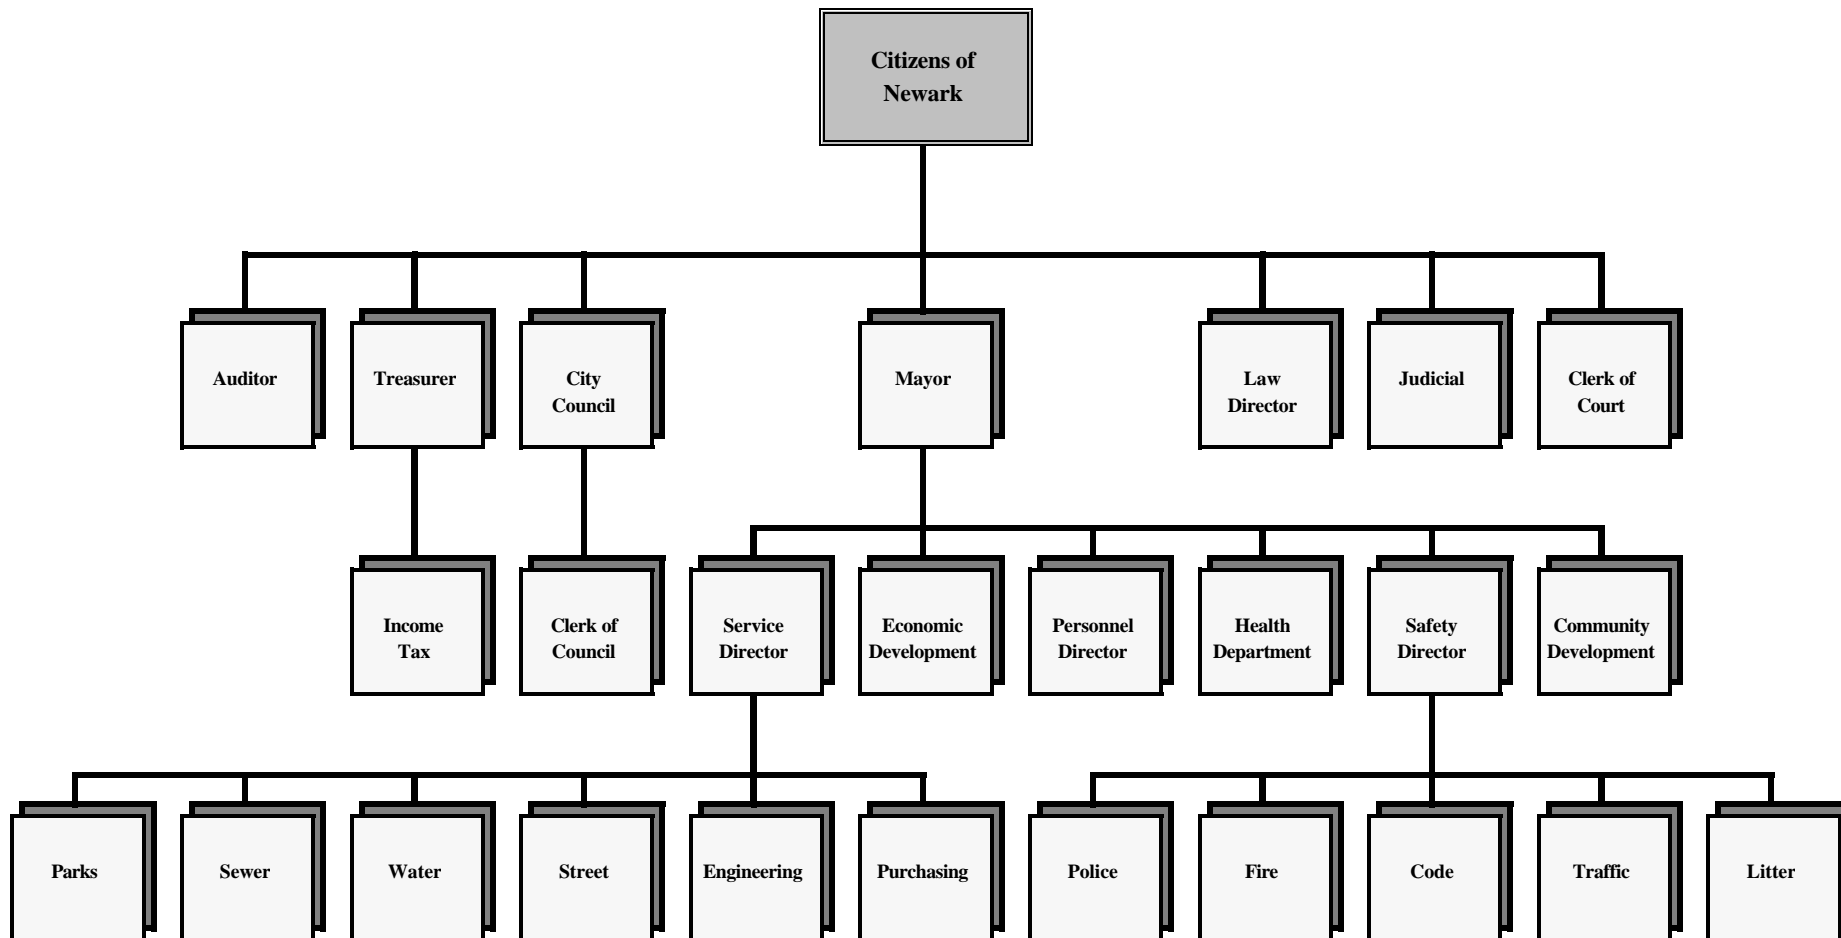 Citizens of
Newark
Auditor
Treasurer
City
Council
Mayor
Law
Director
Judicial
Clerk of
Court
Income
Tax
Clerk of
Council
Service
Director
Economic
Development
Personnel
Director
Health
Department
Safety
Director
Community
Development
Parks
Sewer
Water
Street
Engineering
Purchasing
Police
Fire
Code
Traffic
Litter